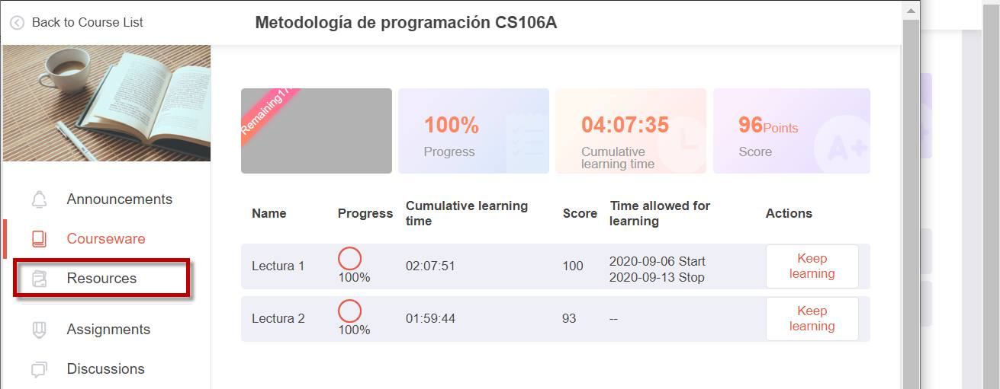 Back to Course List
Metodología de programación CS106A
Remaining17
100%
Progress
04:07:35
Cumulative
learning time
96Points
Score
A+
Announcements
Courseware
Resources
Assignments
Discussions
Name Progress Cumulative learning time Score Time allowed for learning Actions
Lectura 1 100% 02:07:51 100 2020-09-06 Start 2020-09-13 Stop Keep learning
Lectura 2 100% 01:59:44 93 -- Keep learning